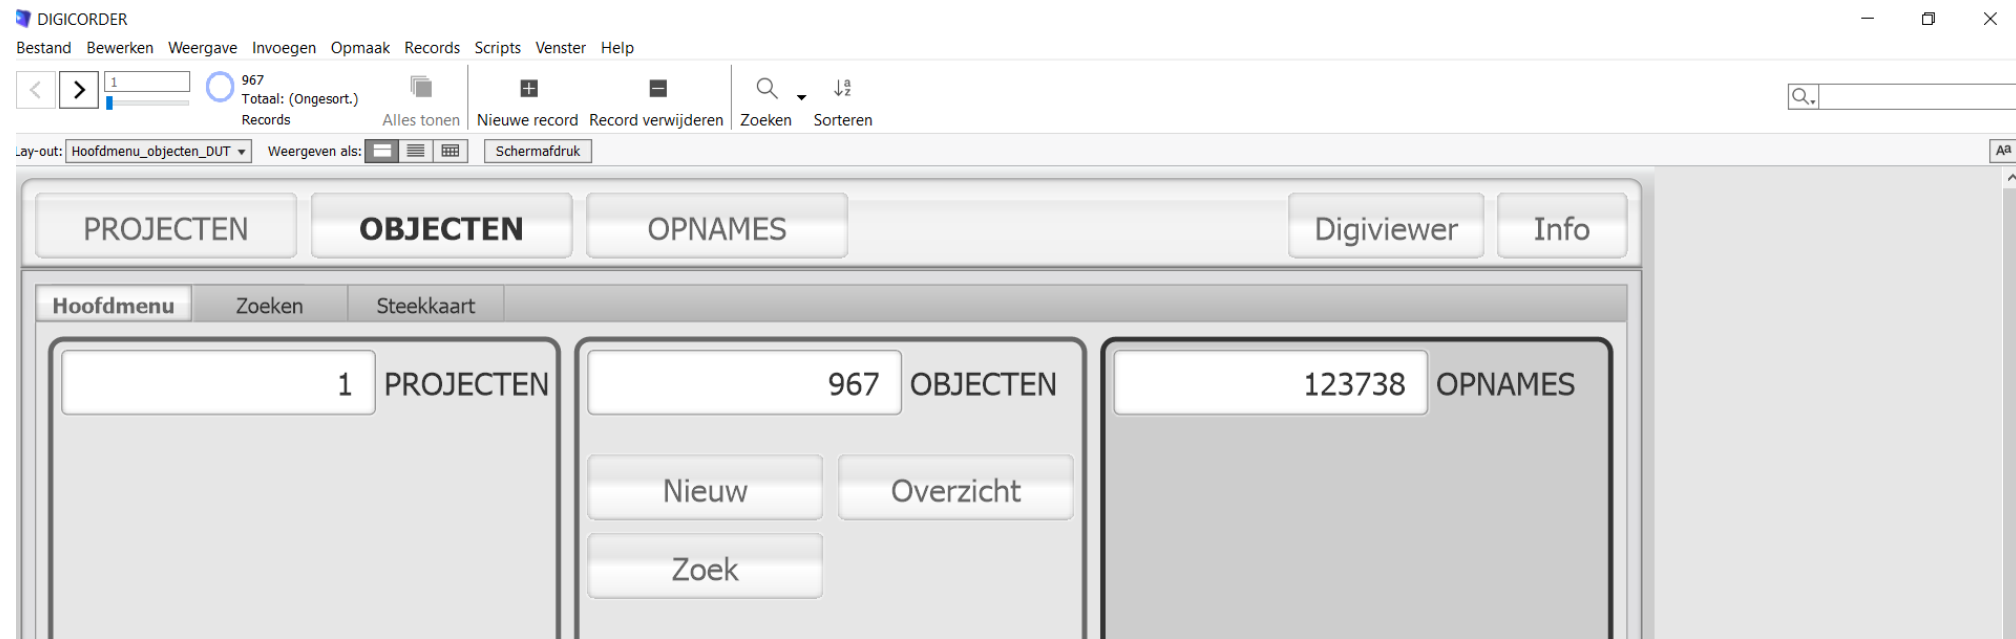 DIGICORDER
Bestand Bewerken Weergave Invoegen Opmaak Records Scripts Venster Help
1
967
Totaal: (Ongesort.)
Records
Alles tonen Nieuwe record Record verwijderen Zoeken Sorteren
Lay-out: Hoofdmenu_objecten_DUT Weergeven als: Schermafdruk Aa
PROJECTEN OBJECTEN OPNAMES Digiviewer Info
Hoofdmenu Zoeken Steekkaart
1 PROJECTEN 967 OBJECTEN 123738 OPNAMES
Nieuw Overzicht
Zoek